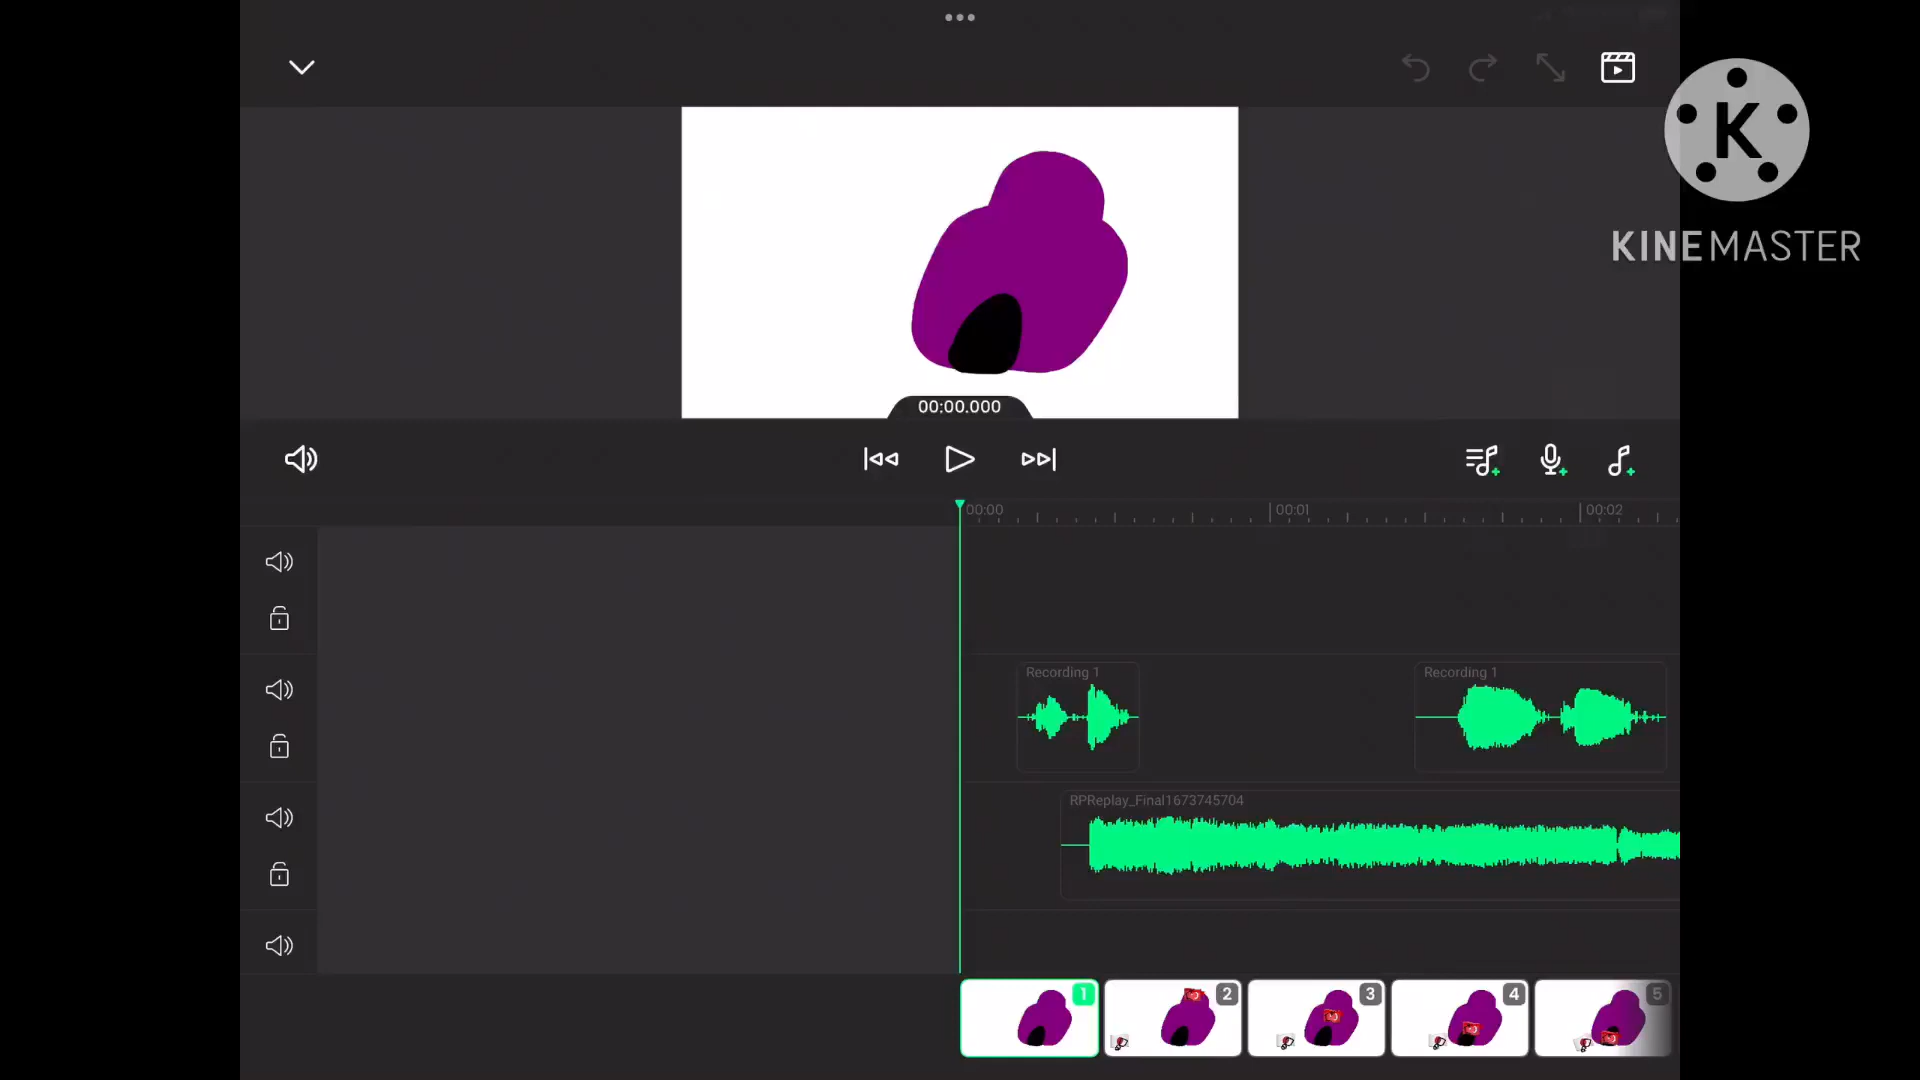 K
KINEMASTER
00:00.000
00:00
00:01
00:02
Recording 1
Recording 1
RPReplay_Final1673745704
1
2
3
4
5